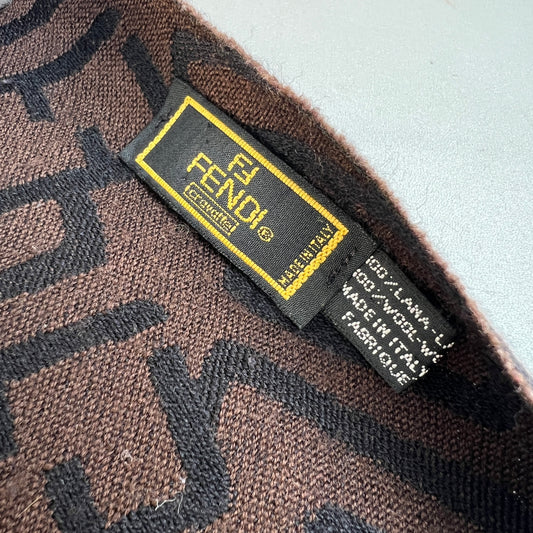 FF
FENDI®
cravatte
MADE IN ITALY
100/LANA-L
100/WOOL-W
MADE IN ITALY
FABRIQUE